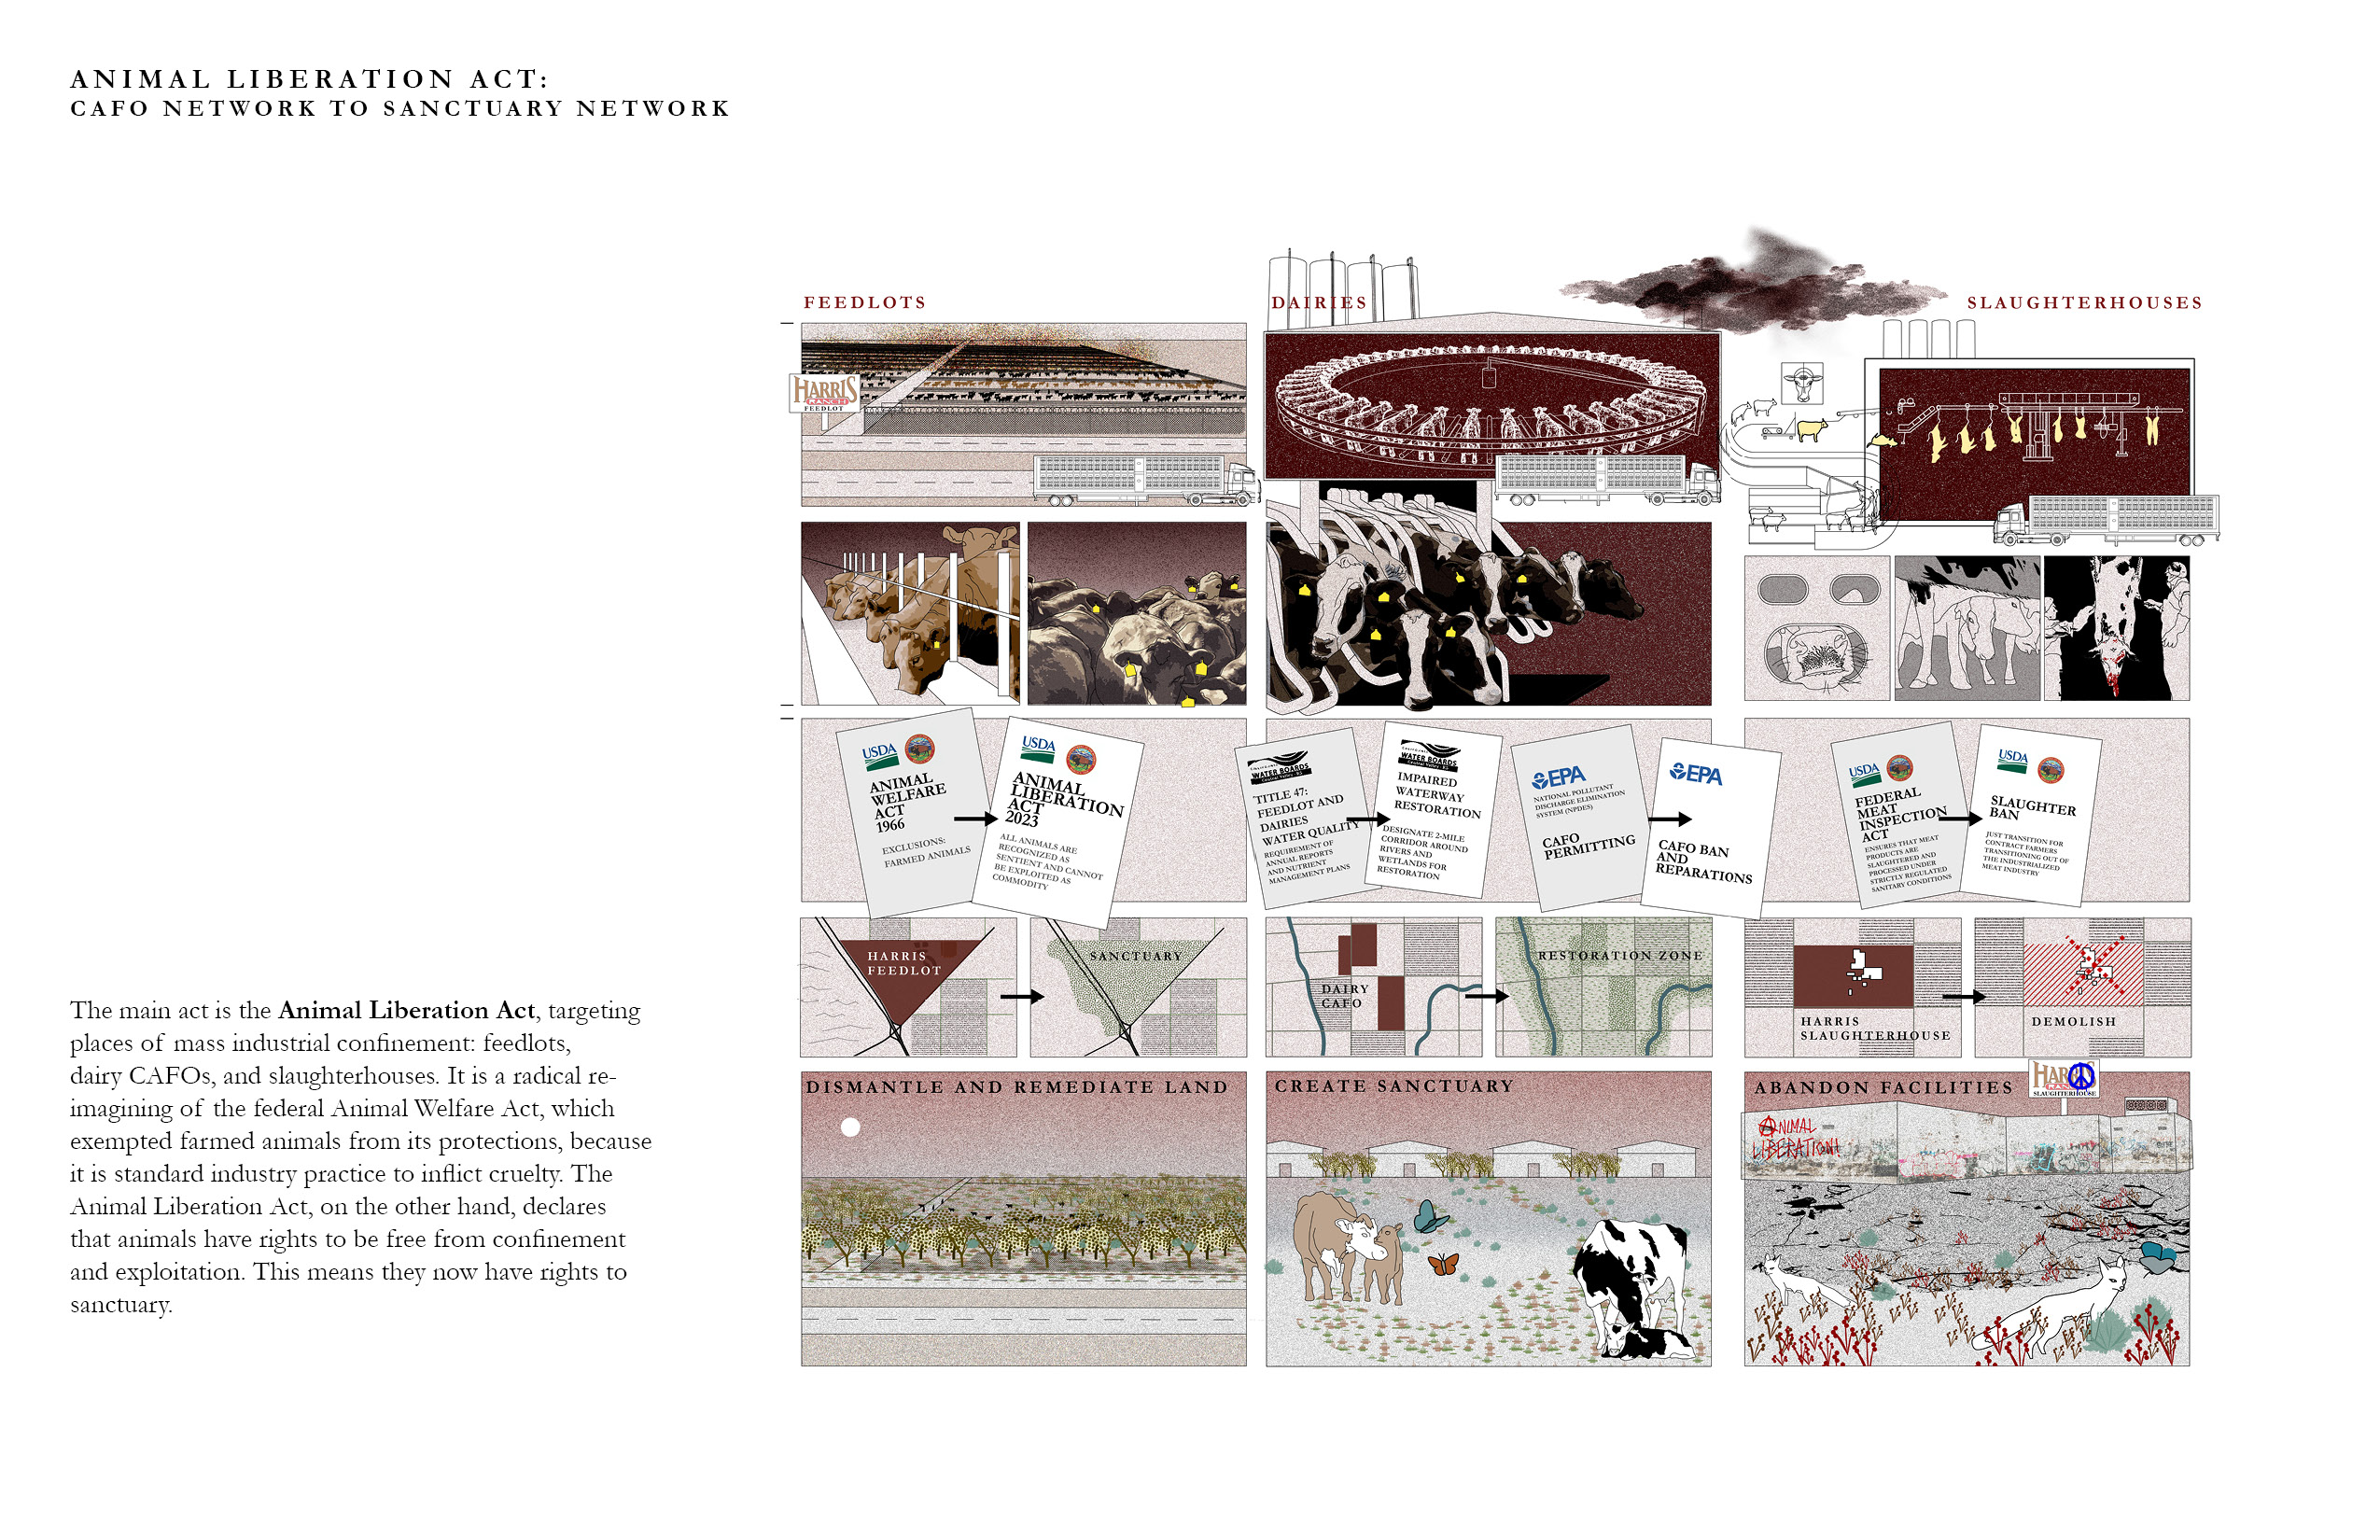 ANIMAL LIBERATION ACT:
CAFO NETWORK TO SANCTUARY NETWORK
The main act is the Animal Liberation Act, targeting
places of mass industrial confinement: feedlots,
dairy CAFOs, and slaughterhouses. It is a radical re-
imagining of the federal Animal Welfare Act, which
exempted farmed animals from its protections, because
it is standard industry practice to inflict cruelty. The
Animal Liberation Act, on the other hand, declares
that animals have rights to be free from confinement
and exploitation. This means they now have rights to
sanctuary.
FEEDLOTS
DAIRIES
SLAUGHTERHOUSES
HARRIS
RANCH
FEEDLOT
USDA
ANIMAL
WELFARE
ACT
1966
EXCLUSIONS:
FARMED ANIMALS
USDA
ANIMAL
LIBERATION
ACT
2023
ALL ANIMALS ARE
RECOGNIZED AS
SENTIENT AND CANNOT
BE EXPLOITED AS
COMMODITY
WATER BOARDS
TITLE 47:
FEEDLOT AND
DAIRIES
WATER QUALITY
REQUIREMENT OF
ANNUAL REPORTS
AND NUTRIENT
MANAGEMENT PLANS
WATER BOARDS
IMPAIRED
WATERWAY
RESTORATION
DESIGNATE 2-MILE
CORRIDOR AROUND
RIVERS AND
WETLANDS FOR
RESTORATION
EPA
NATIONAL POLLUTANT
DISCHARGE ELIMINATION
SYSTEM (NPDES)
CAFO
PERMITTING
EPA
CAFO BAN
AND
REPARATIONS
USDA
FEDERAL
MEAT
INSPECTION
ACT
ENSURES THAT MEAT
PRODUCTS ARE
SLAUGHTERED AND
PROCESSED UNDER
STRICTLY REGULATED
SANITARY CONDITIONS
USDA
SLAUGHTER
BAN
JUST TRANSITION FOR
CONTRACT FARMERS
TRANSITIONING OUT OF
THE INDUSTRIALIZED
MEAT INDUSTRY
HARRIS
FEEDLOT
SANCTUARY
DAIRY
CAFO
RESTORATION ZONE
HARRIS
SLAUGHTERHOUSE
DEMOLISH
DISMANTLE AND REMEDIATE LAND
CREATE SANCTUARY
ABANDON FACILITIES
SLAUGHTERHOUSE
ANIMAL
LIBERATION!